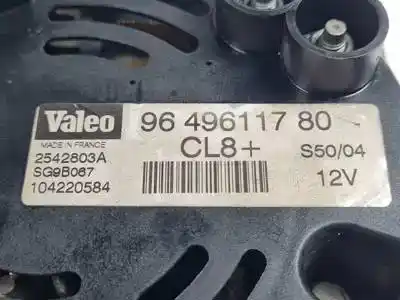 Valeo 96 496117 80
MADE IN FRANCE CL8+ S50/04
2542803A
SG9B067 12V
104220584